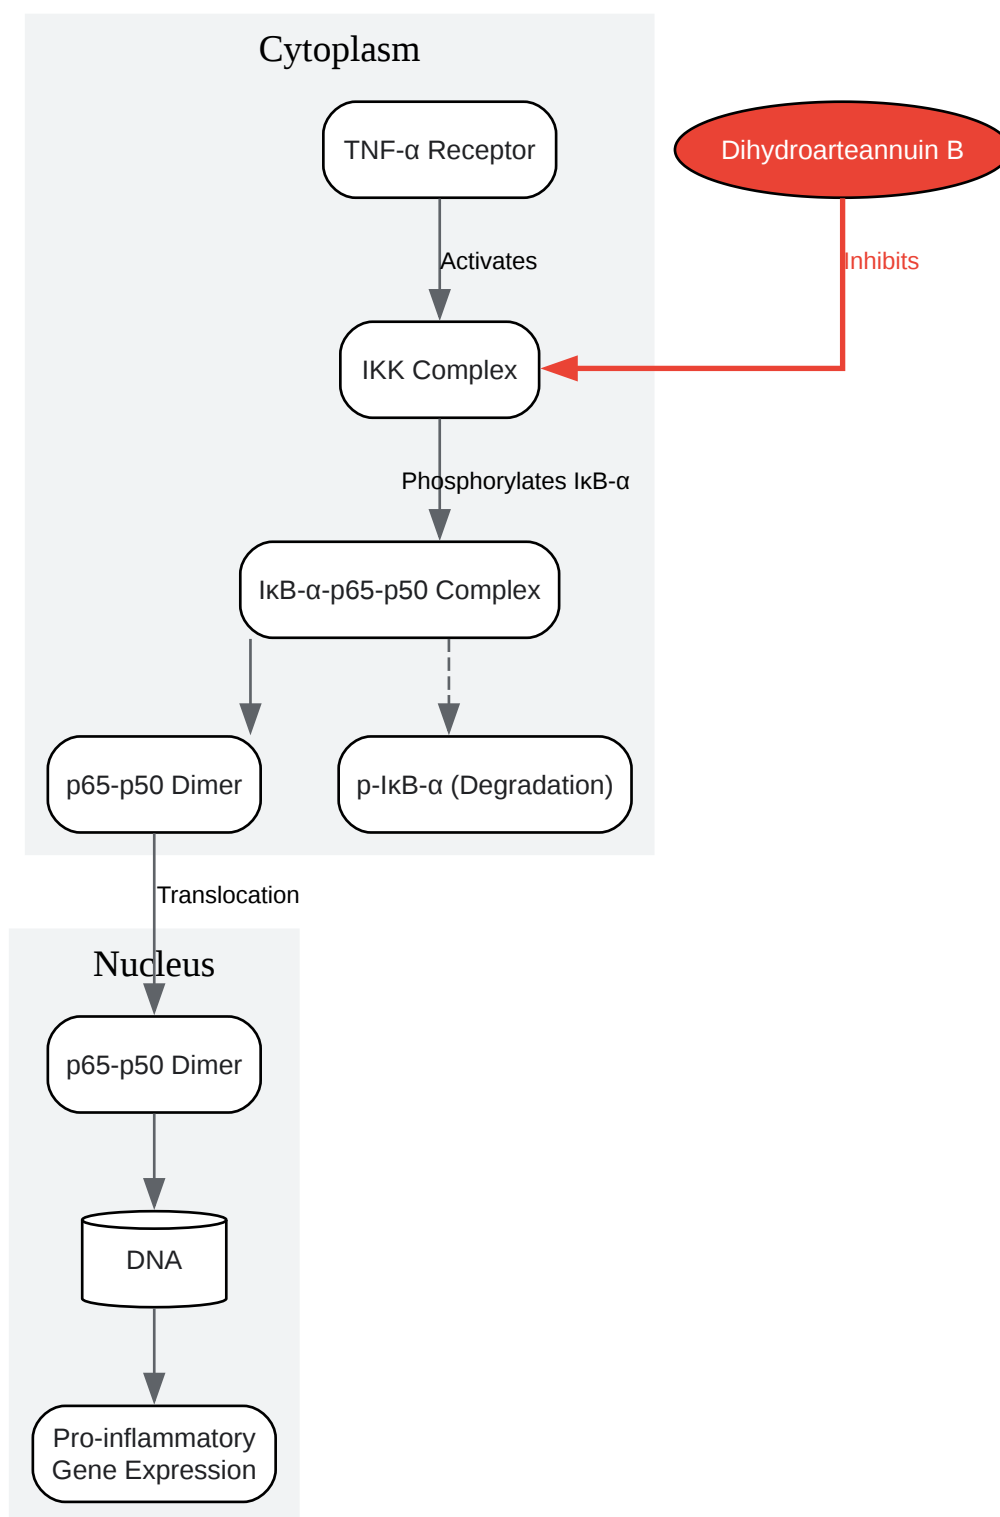 Cytoplasm
TNF-α Receptor
Dihydroarteannuin B
Activates
Inhibits
IKK Complex
Phosphorylates IκB-α
IκB-α-p65-p50 Complex
p65-p50 Dimer
p-IκB-α (Degradation)
Translocation
Nucleus
p65-p50 Dimer
DNA
Pro-inflammatory
Gene Expression